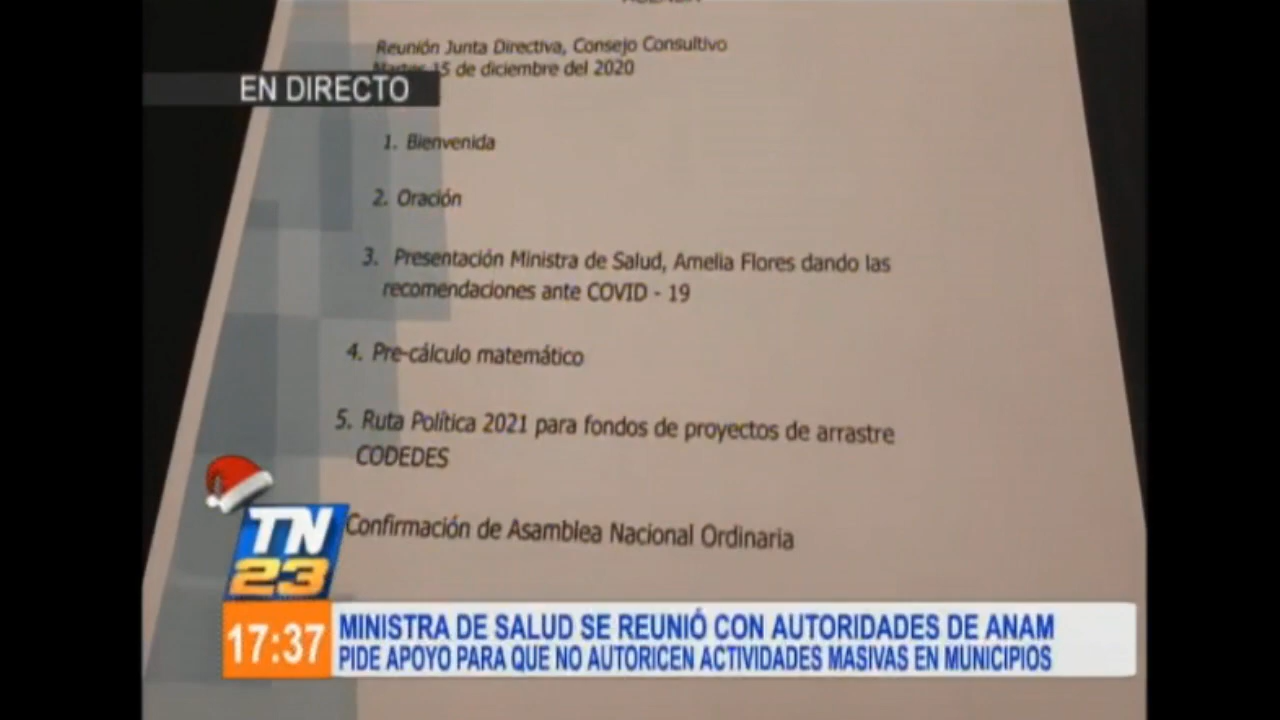 Reunión Junta Directiva, Consejo Consultivo
15 de diciembre del 2020
EN DIRECTO
1. Bienvenida
2. Oración
3. Presentación Ministra de Salud, Amelia Flores dando las
recomendaciones ante COVID - 19
4. Pre-cálculo matemático
5. Ruta Política 2021 para fondos de proyectos de arrastre
CODEDES
Confirmación de Asamblea Nacional Ordinaria
TN
23
17:37
MINISTRA DE SALUD SE REUNIÓ CON AUTORIDADES DE ANAM
PIDE APOYO PARA QUE NO AUTORICEN ACTIVIDADES MASIVAS EN MUNICIPIOS